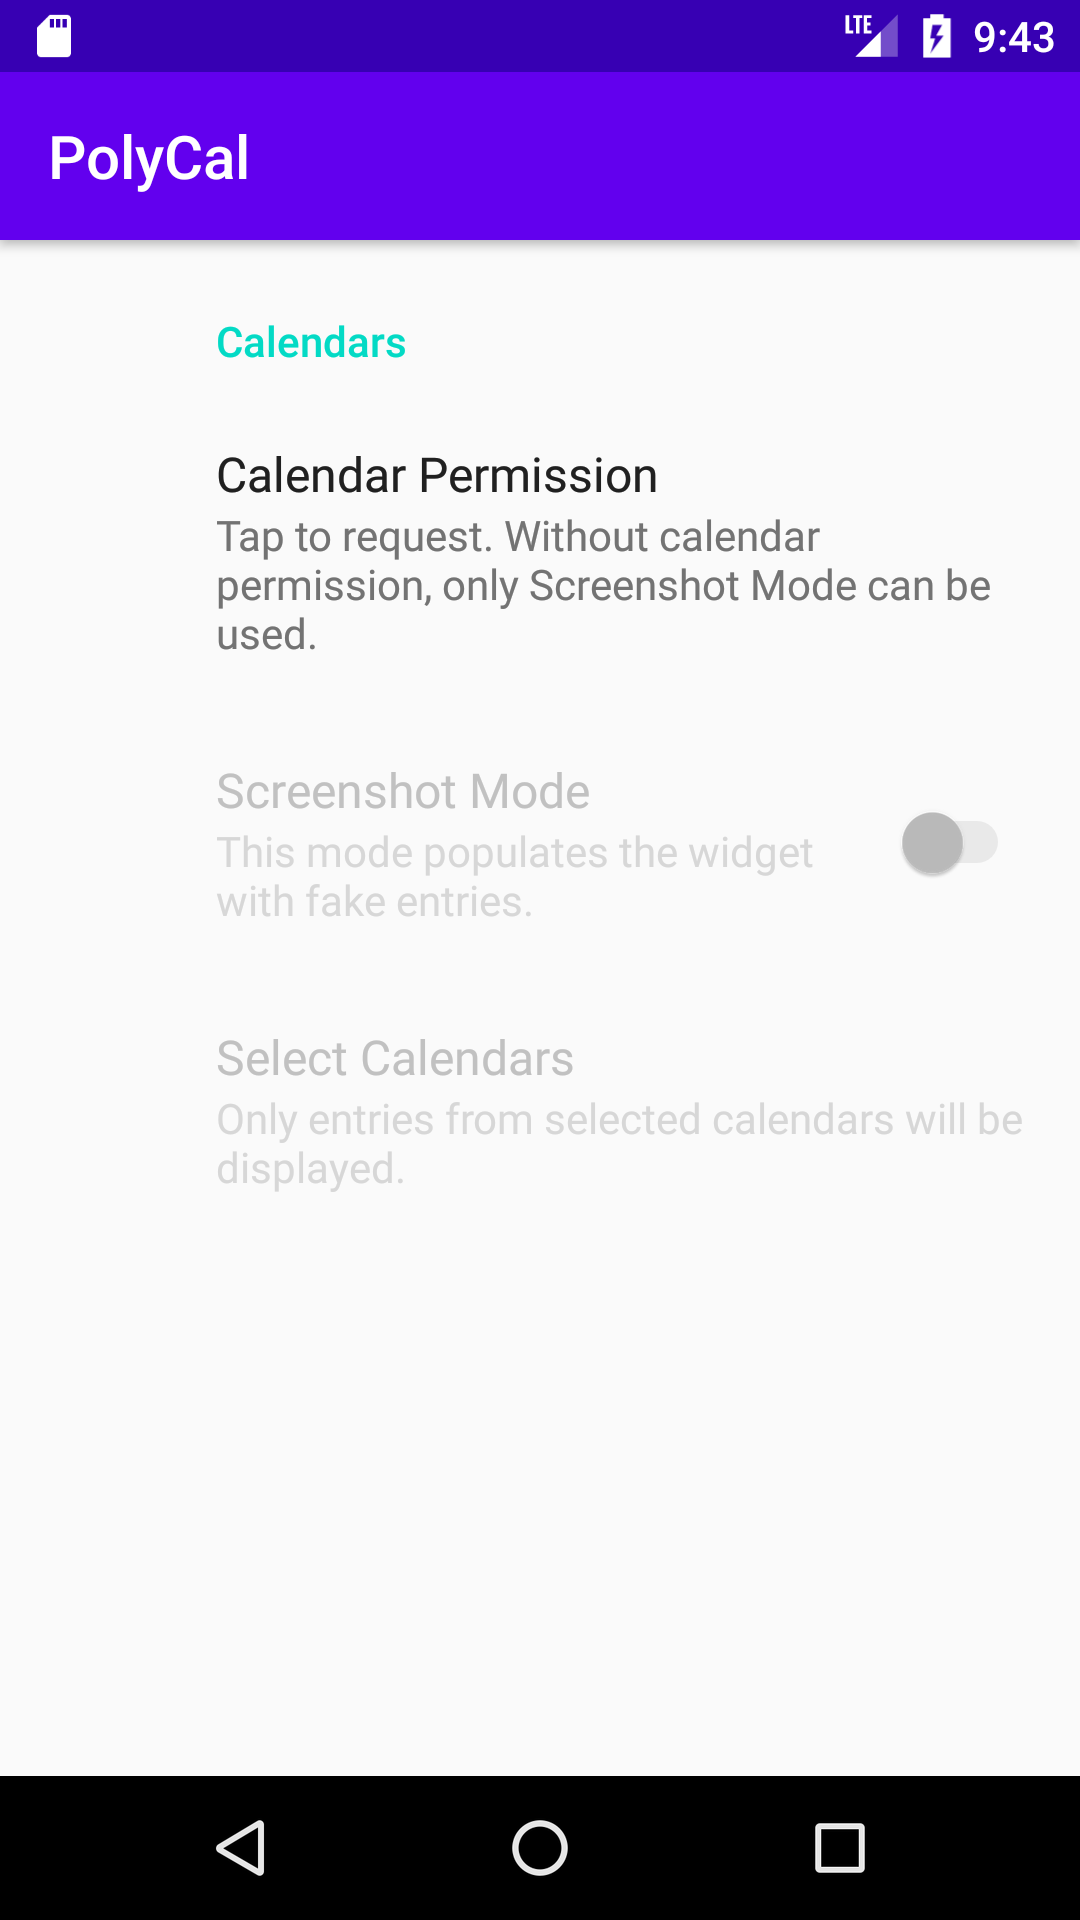 LTE 9:43
PolyCal
Calendars
Calendar Permission
Tap to request. Without calendar
permission, only Screenshot Mode can be
used.
Screenshot Mode
This mode populates the widget
with fake entries.
Select Calendars
Only entries from selected calendars will be
displayed.